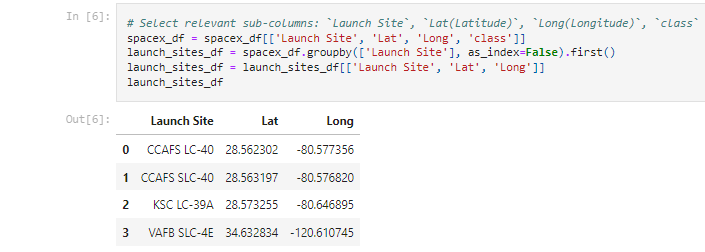 In [6]:
# Select relevant sub-columns: `Launch Site`, `Lat(Latitude)`, `Long(Longitude)`, `class`
spacex_df = spacex_df[['Launch Site', 'Lat', 'Long', 'class']]
launch_sites_df = spacex_df.groupby(['Launch Site'], as_index=False).first()
launch_sites_df = launch_sites_df[['Launch Site', 'Lat', 'Long']]
launch_sites_df
Out[6]:
Launch Site Lat Long
0 CCAFS LC-40 28.562302 -80.577356
1 CCAFS SLC-40 28.563197 -80.576820
2 KSC LC-39A 28.573255 -80.646895
3 VAFB SLC-4E 34.632834 -120.610745